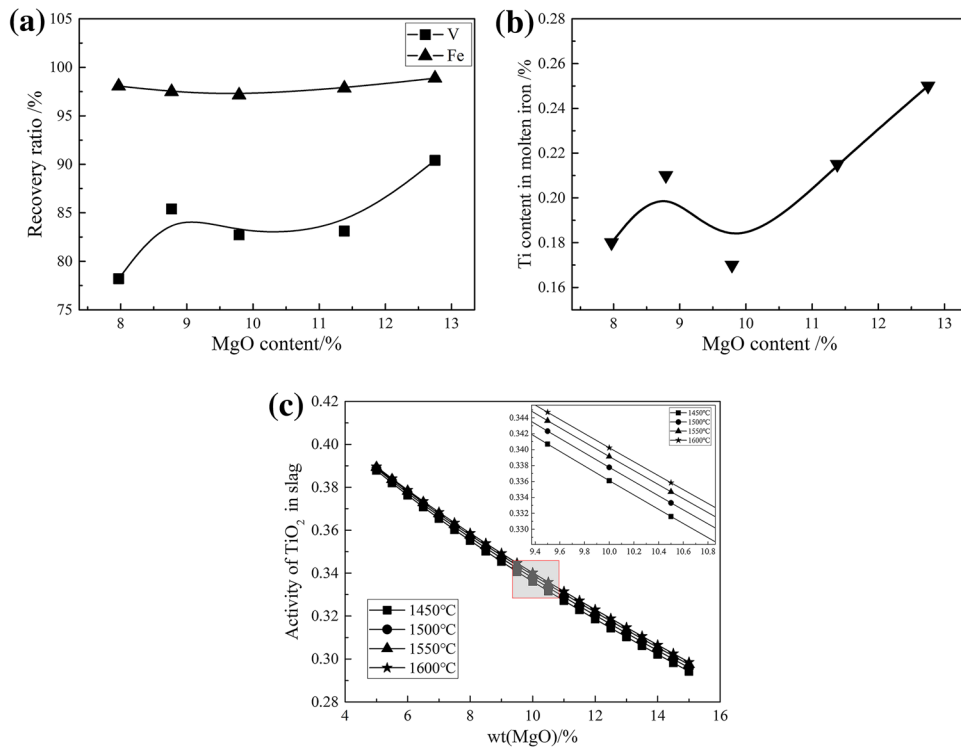 (a)
105
100
95
90
85
80
75
8 9 10 11 12 13
Recovery ratio /%
MgO content/%
V
Fe
(b)
0.28
0.26
0.24
0.22
0.20
0.18
0.16
8 9 10 11 12 13
Ti content in molten iron /%
MgO content /%
(c)
0.42
0.40
0.38
0.36
0.34
0.32
0.30
0.28
4 6 8 10 12 14 16
Activity of TiO₂ in slag
wt(MgO)/%
1450℃
1500℃
1550℃
1600℃
0.344
0.342
0.340
0.338
0.336
0.334
0.332
0.330
9.4 9.6 9.8 10.0 10.2 10.4 10.6 10.8
1450℃
1500℃
1550℃
1600℃